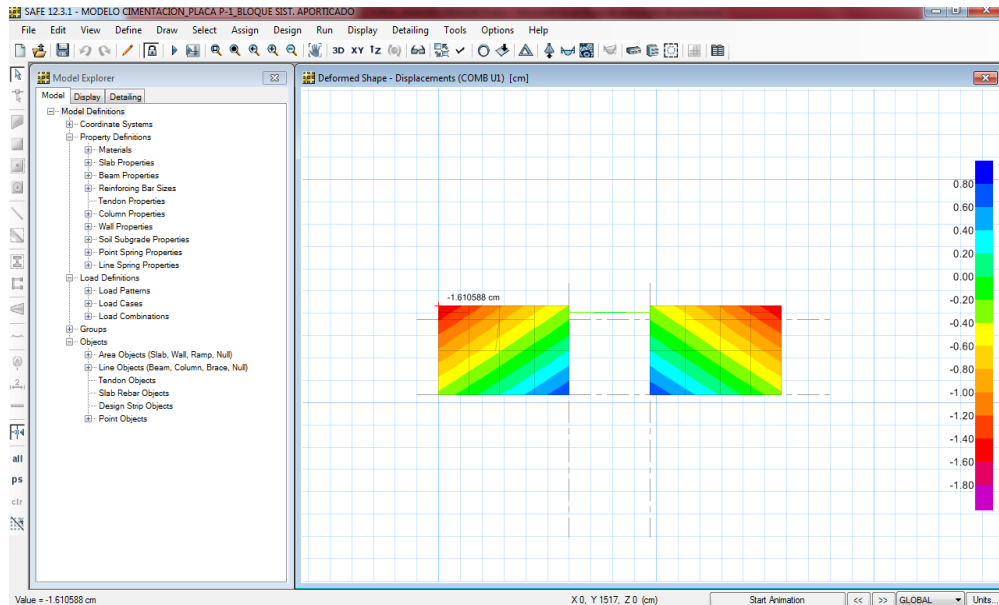 SAFE 12.3.1 - MODELO CIMENTACION_PLACA P-1_BLOQUE SIST. APORTICADO
File Edit View Define Draw Select Assign Design Run Display Detailing Tools Options Help
3D XY
Model Explorer
Model Display Detailing
Model Definitions
Coordinate Systems
Property Definitions
Materials
Slab Properties
Beam Properties
Reinforcing Bar Sizes
Tendon Properties
Column Properties
Wall Properties
Soil Subgrade Properties
Point Spring Properties
Line Spring Properties
Load Definitions
Load Patterns
Load Cases
Load Combinations
Groups
Objects
Area Objects (Slab, Wall, Ramp, Null)
Line Objects (Beam, Column, Brace, Null)
Tendon Objects
Slab Rebar Objects
Design Strip Objects
Point Objects
all
ps
clr
Deformed Shape - Displacements (COMB U1) [cm]
-1.610588 cm
0.80
0.60
0.40
0.20
0.00
-0.20
-0.40
-0.60
-0.80
-1.00
-1.20
-1.40
-1.60
-1.80
Value = -1.610588 cm
X 0, Y 1517, Z 0 (cm)
Start Animation
<< >>
GLOBAL
Units...